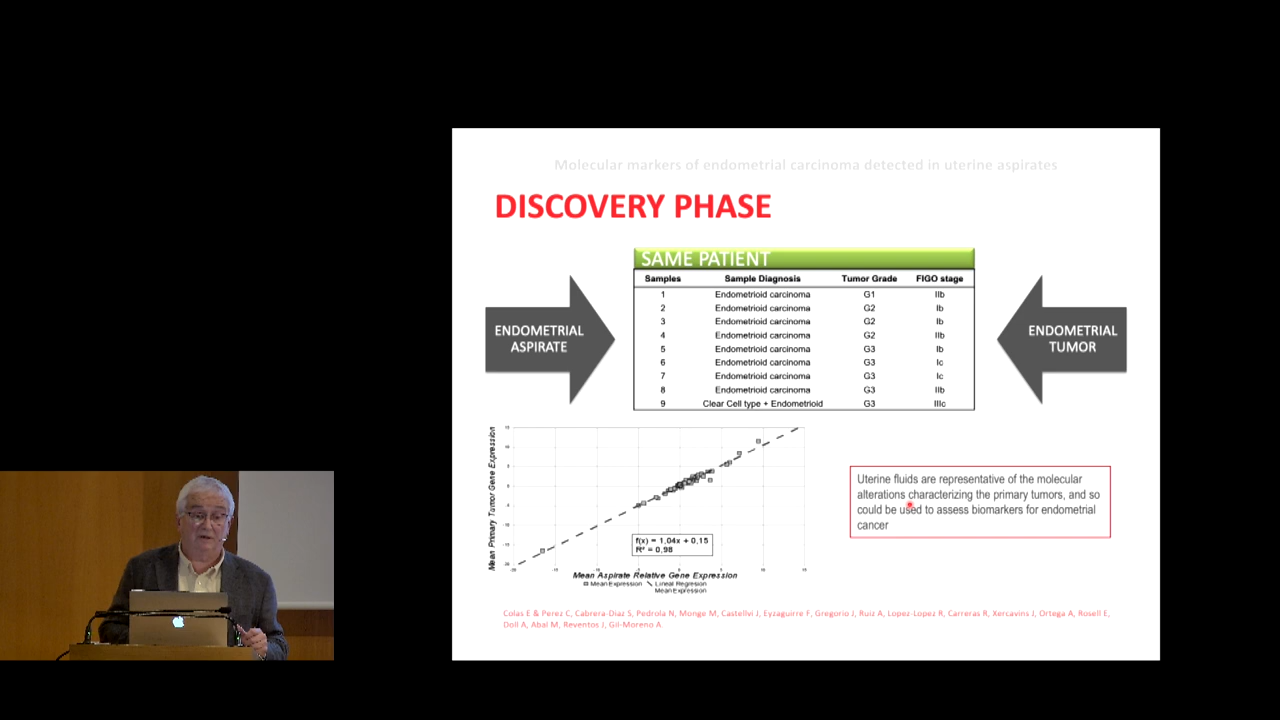 Molecular markers of endometrial carcinoma detected in uterine aspirates
DISCOVERY PHASE
SAME PATIENT
Samples Sample Diagnosis Tumor Grade FIGO stage
1 Endometrioid carcinoma G1 IIb
2 Endometrioid carcinoma G2 Ib
3 Endometrioid carcinoma G2 Ib
4 Endometrioid carcinoma G2 IIb
5 Endometrioid carcinoma G3 Ib
6 Endometrioid carcinoma G3 Ic
7 Endometrioid carcinoma G3 Ic
8 Endometrioid carcinoma G3 IIb
9 Clear Cell type + Endometrioid G3 IIIc
ENDOMETRIAL
ASPIRATE
ENDOMETRIAL
TUMOR
Mean Primary Tumor Gene Expression
f(x) = 1,04x + 0,15
R² = 0,98
Mean Aspirate Relative Gene Expression
Mean Expression Lineal Regresion
Mean Expression
Uterine fluids are representative of the molecular
alterations characterizing the primary tumors, and so
could be used to assess biomarkers for endometrial
cancer
Colas E & Perez C, Cabrera-Diaz S, Pedrola N, Monge M, Castellvi J, Eyzaguirre F, Gregorio J, Ruiz A, Lopez-Lopez R, Carreras R, Xercavins J, Ortega A, Rosell E,
Doll A, Abal M, Reventos J, Gil-Moreno A.